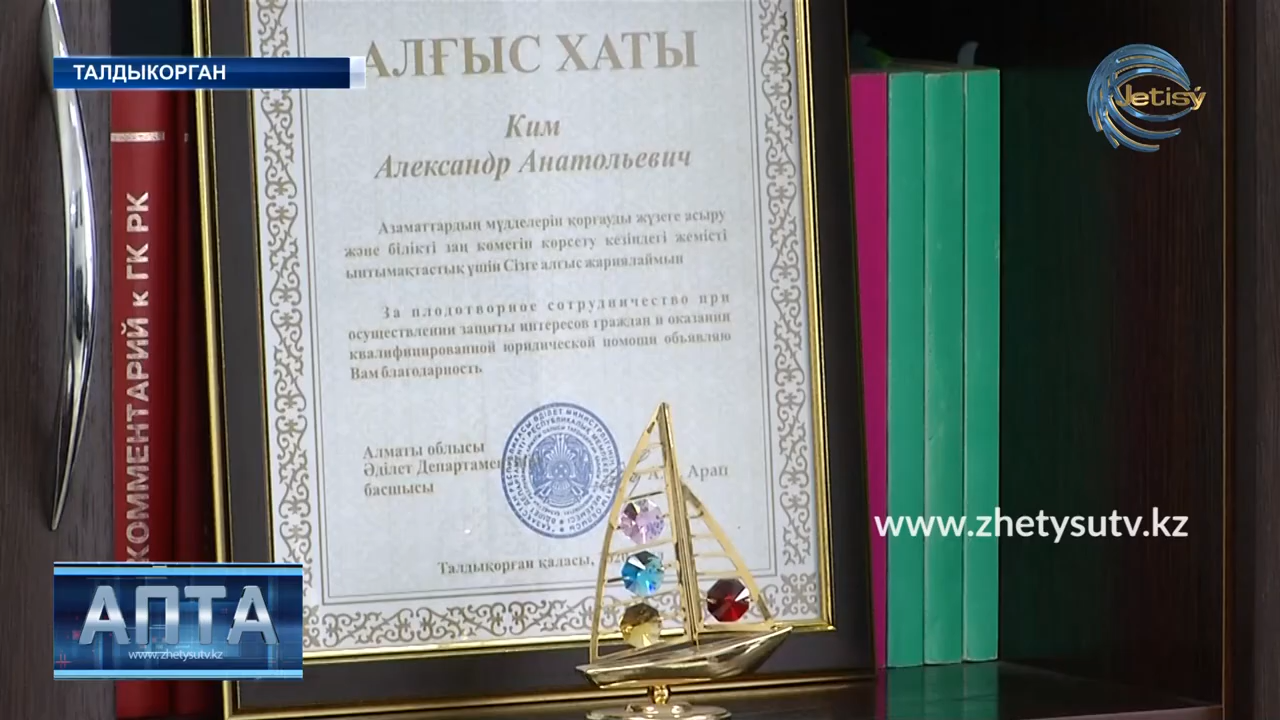 ТАЛДЫКОРГАН
Jetisý
АЛҒЫС ХАТЫ
Ким
Александр Анатольевич
Азаматтардың мүдделерін қорғауды жүзеге асыру
және білікті заң көмегін көрсету кезіндегі жемісті
ынтымақтастық үшін Сізге алғыс жариялаймын
За плодотворное сотрудничество при
осуществлении защиты интересов граждан и оказании
квалифицированной юридической помощи объявляю
Вам благодарность
Алматы облысы
Әділет Департаменті
басшысы
Арап
Талдықорған қаласы,
КОММЕНТАРИЙ к ГК РК
www.zhetysutv.kz
АПТА
www.zhetysutv.kz